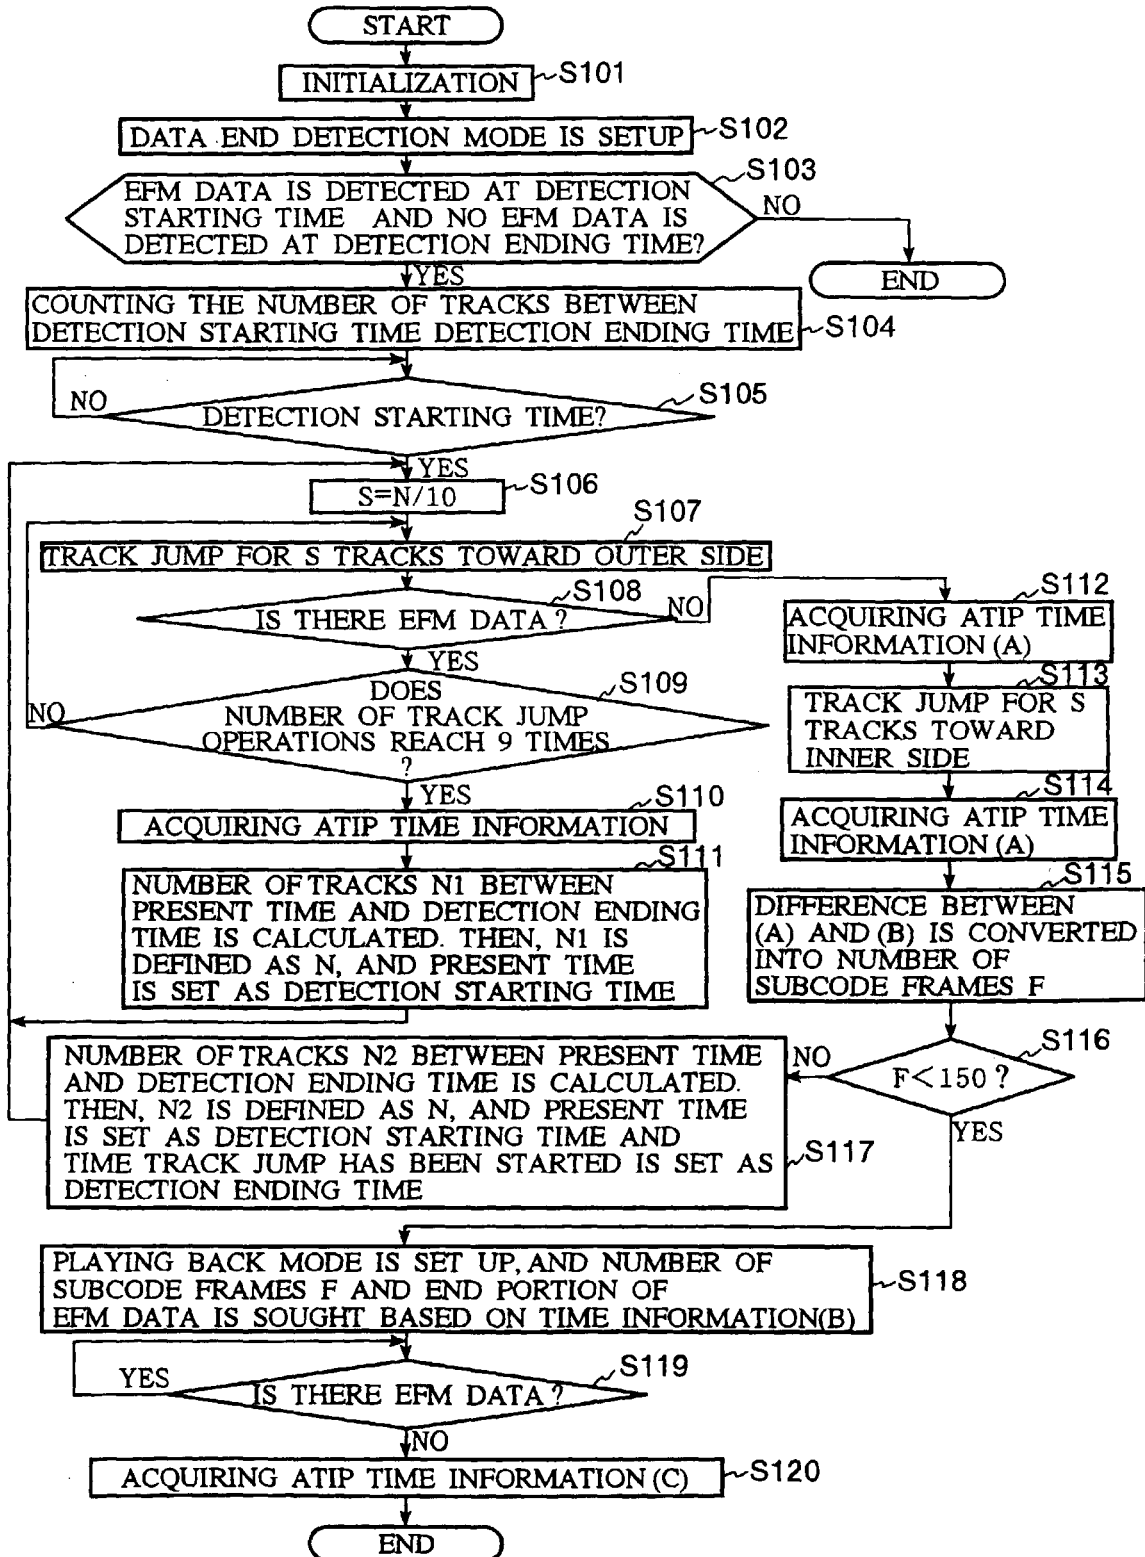 START
INITIALIZATION
S101
DATA END DETECTION MODE IS SETUP
S102
S103
EFM DATA IS DETECTED AT DETECTION
STARTING TIME AND NO EFM DATA IS
DETECTED AT DETECTION ENDING TIME?
NO
END
YES
COUNTING THE NUMBER OF TRACKS BETWEEN
DETECTION STARTING TIME DETECTION ENDING TIME
S104
NO
DETECTION STARTING TIME?
S105
YES
S=N/10
S106
S107
TRACK JUMP FOR S TRACKS TOWARD OUTER SIDE
S108
IS THERE EFM DATA ?
NO
YES
S109
DOES
NUMBER OF TRACK JUMP
OPERATIONS REACH 9 TIMES
?
NO
YES
S110
ACQUIRING ATIP TIME INFORMATION
S111
NUMBER OF TRACKS N1 BETWEEN
PRESENT TIME AND DETECTION ENDING
TIME IS CALCULATED. THEN, N1 IS
DEFINED AS N, AND PRESENT TIME
IS SET AS DETECTION STARTING TIME
S112
ACQUIRING ATIP TIME
INFORMATION (A)
S113
TRACK JUMP FOR S
TRACKS TOWARD
INNER SIDE
S114
ACQUIRING ATIP TIME
INFORMATION (A)
S115
DIFFERENCE BETWEEN
(A) AND (B) IS CONVERTED
INTO NUMBER OF
SUBCODE FRAMES F
S116
F<150 ?
NO
YES
NUMBER OF TRACKS N2 BETWEEN PRESENT TIME
AND DETECTION ENDING TIME IS CALCULATED.
THEN, N2 IS DEFINED AS N, AND PRESENT TIME
IS SET AS DETECTION STARTING TIME AND
TIME TRACK JUMP HAS BEEN STARTED IS SET AS
DETECTION ENDING TIME
S117
PLAYING BACK MODE IS SET UP, AND NUMBER OF
SUBCODE FRAMES F AND END PORTION OF
EFM DATA IS SOUGHT BASED ON TIME INFORMATION(B)
S118
YES
IS THERE EFM DATA ?
S119
NO
ACQUIRING ATIP TIME INFORMATION (C)
S120
END